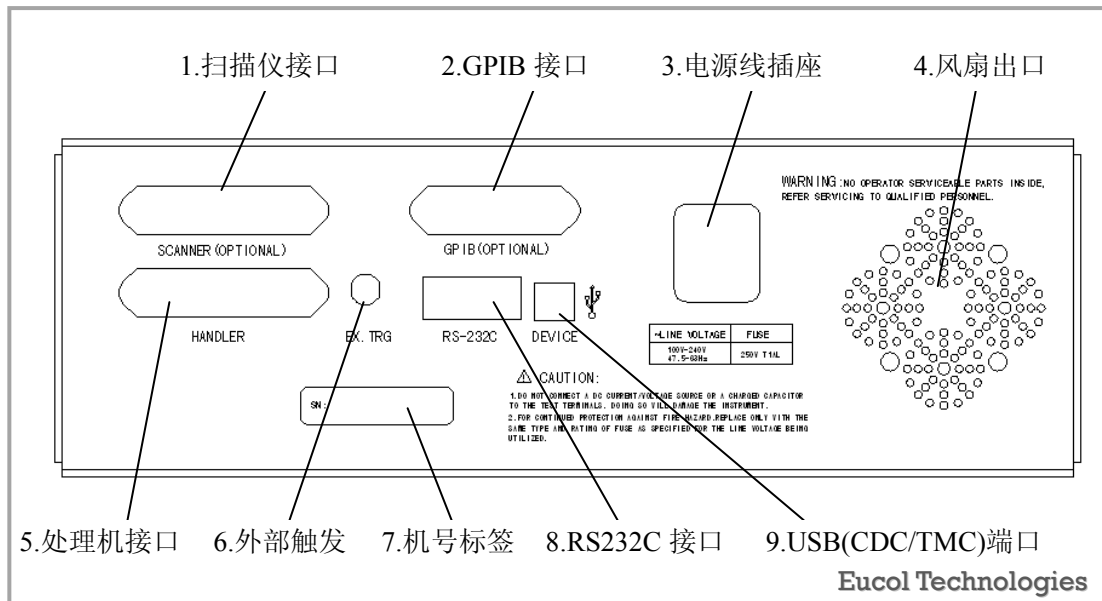 1.扫描仪接口
2.GPIB 接口
3.电源线插座
4.风扇出口
WARNING:NO OPERATOR SERVICEABLE PARTS INSIDE,
REFER SERVICING TO QUALIFIED PERSONNEL.
SCANNER(OPTIONAL)
GPIB(OPTIONAL)
HANDLER
EX. TRG
RS-232C
DEVICE
~LINE VOLTAGE
FUSE
100V-240V
47.5-63Hz
250V T1AL
CAUTION:
1.DO NOT CONNECT A DC CURRENT/VOLTAGE SOURCE OR A CHARGED CAPACITOR
TO THE TEST TERMINALS. DOING SO WILL DAMAGE THE INSTRUMENT.
2.FOR CONTINUED PROTECTION AGAINST FIRE HAZARD.REPLACE ONLY WITH THE
SAME TYPE AND RATING OF FUSE AS SPECIFIED FOR THE LINE VOLTAGE BEING
UTILIZED.
SN:
5.处理机接口
6.外部触发
7.机号标签
8.RS232C 接口
9.USB(CDC/TMC)端口
Eucol Technologies